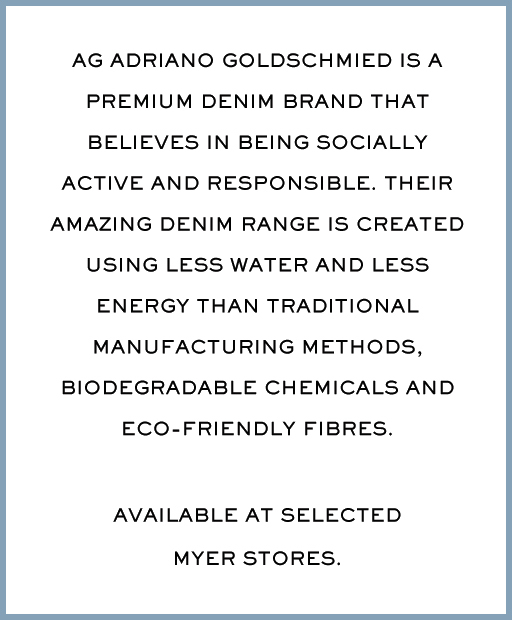 AG ADRIANO GOLDSCHMIED IS A
PREMIUM DENIM BRAND THAT
BELIEVES IN BEING SOCIALLY
ACTIVE AND RESPONSIBLE. THEIR
AMAZING DENIM RANGE IS CREATED
USING LESS WATER AND LESS
ENERGY THAN TRADITIONAL
MANUFACTURING METHODS,
BIODEGRADABLE CHEMICALS AND
ECO-FRIENDLY FIBRES.
AVAILABLE AT SELECTED
MYER STORES.